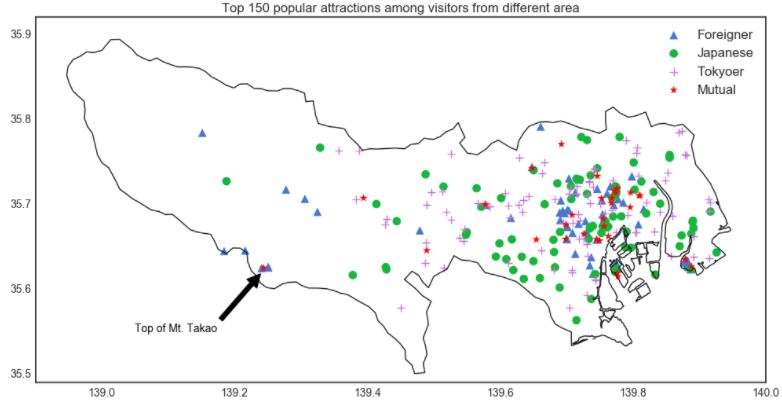 Top 150 popular attractions among visitors from different area
35.9
35.8
35.7
35.6
35.5
Foreigner
Japanese
Tokyoer
Mutual
Top of Mt. Takao
139.0
139.2
139.4
139.6
139.8
140.0